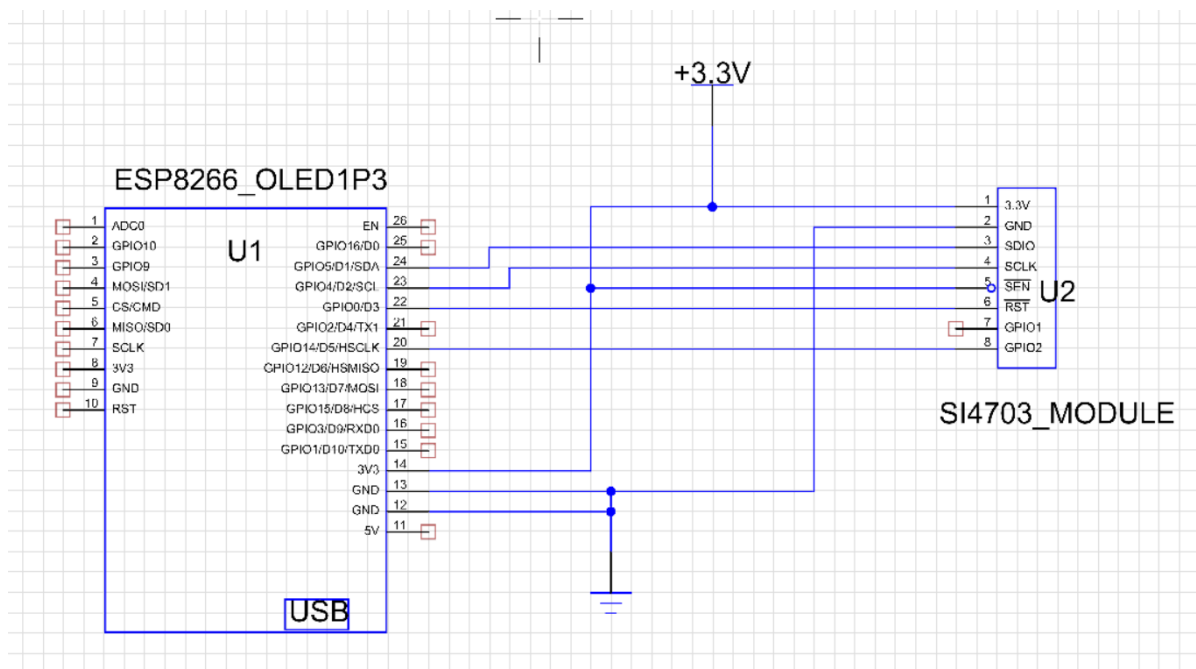 +3.3V
ESP8266_OLED1P3
U1
1 ADC0
2 GPIO10
3 GPIO9
4 MOSI/SD1
5 CS/CMD
6 MISO/SD0
7 SCLK
8 3V3
9 GND
10 RST
EN 26
GPIO16/D0 25
GPIO5/D1/SDA 24
GPIO4/D2/SCL 23
GPIO0/D3 22
GPIO2/D4/TX1 21
GPIO14/D5/HSCLK 20
GPIO12/D6/HSMISO 19
GPIO13/D7/MOSI 18
GPIO15/D8/HCS 17
GPIO3/D9/RXD0 16
GPIO1/D10/TXD0 15
3V3 14
GND 13
GND 12
5V 11
USB
1 3.3V
2 GND
3 SDIO
4 SCLK
5 SEN
6 RST
7 GPIO1
8 GPIO2
U2
SI4703_MODULE